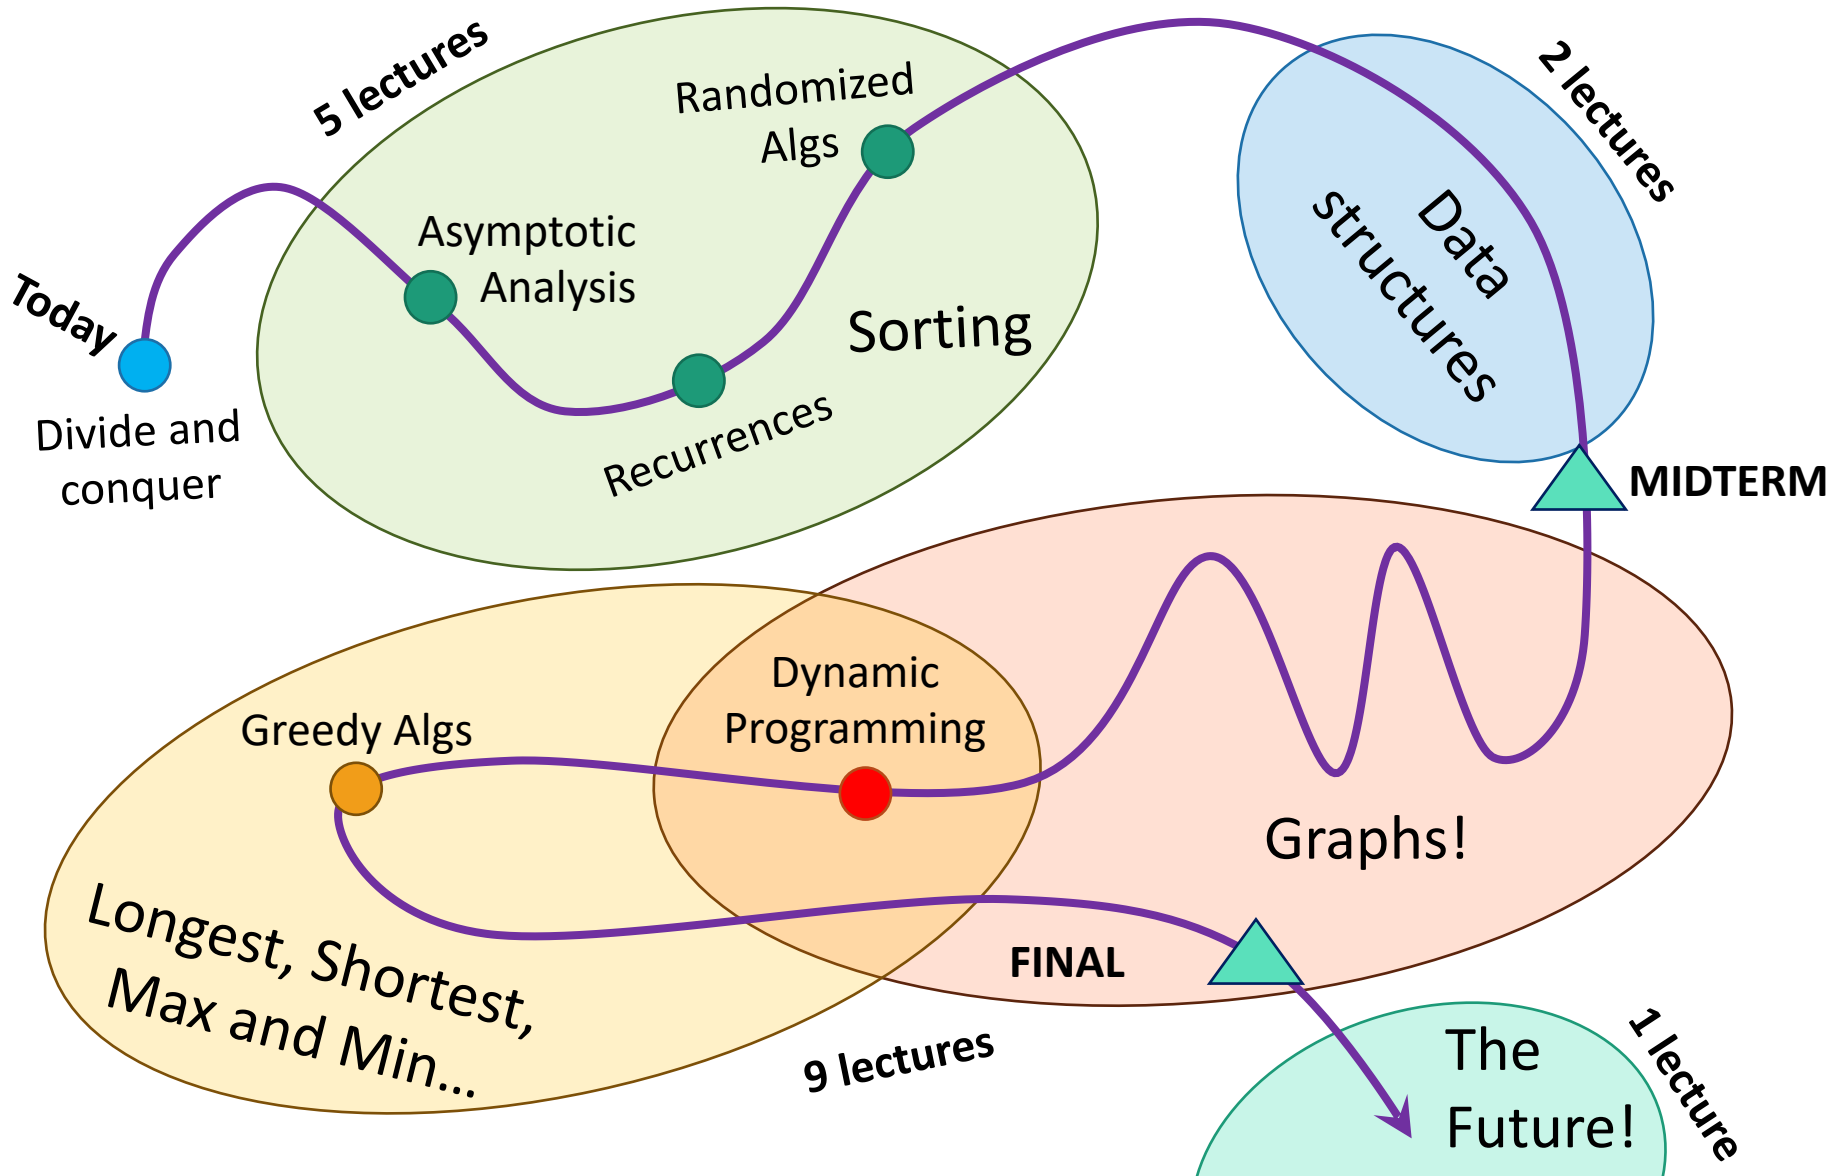 5 lectures
Today
Divide and
conquer
Asymptotic
Analysis
Recurrences
Randomized
Algs
Sorting
2 lectures
Data
structures
MIDTERM
Graphs!
Dynamic
Programming
Greedy Algs
Longest, Shortest,
Max and Min...
9 lectures
FINAL
1 lecture
The
Future!